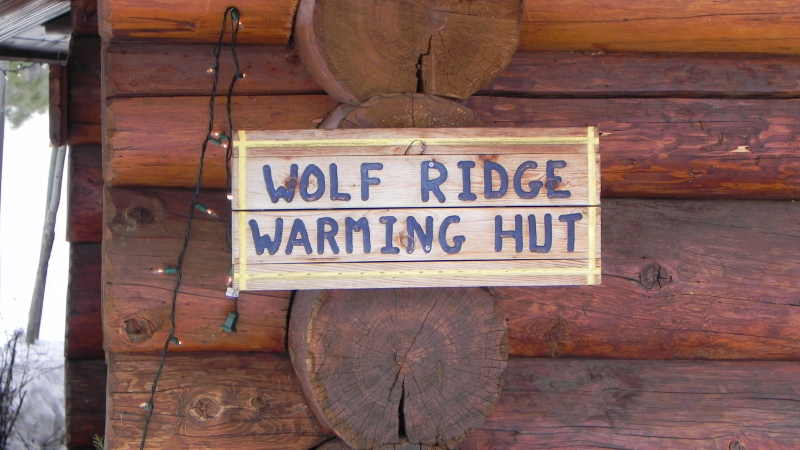 WOLF RIDGE
WARMING HUT